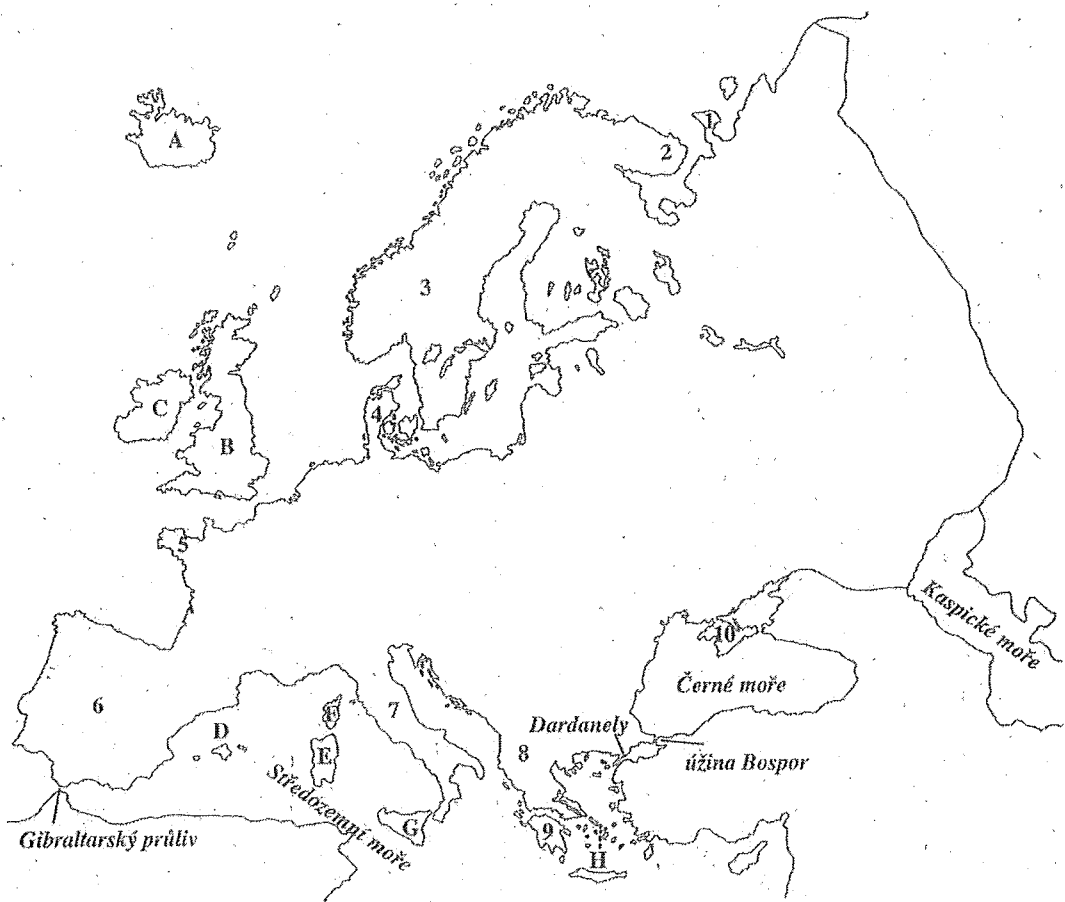 A
1
2
3
C
4
B
5
Kaspické moře
10
Černé moře
6
7
F
D
Dardanely
8
E
úžina Bospor
Středozemní moře
G
9
Gibraltarský průliv
H